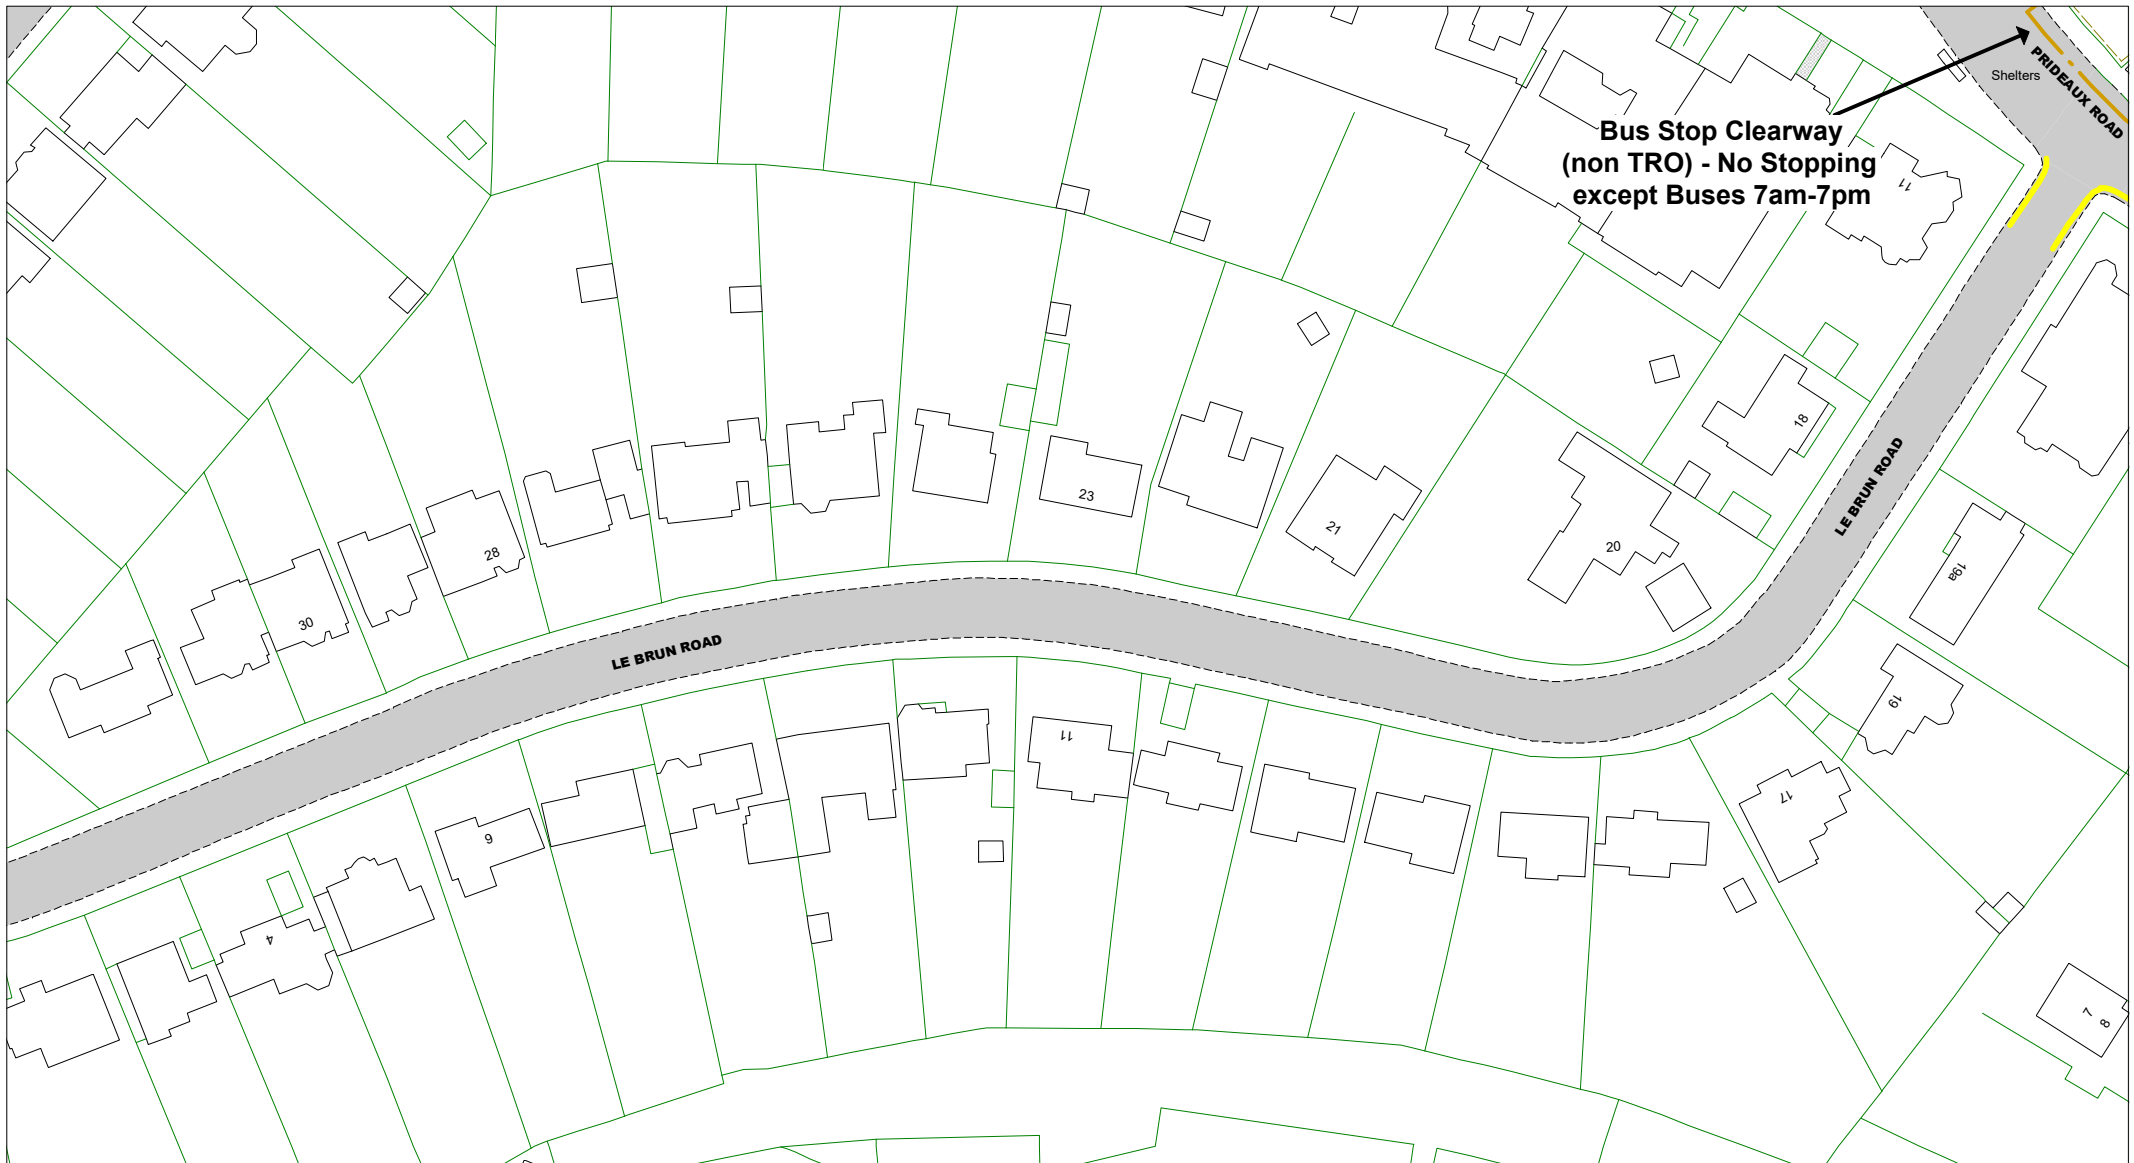 Shelters
PRIDEAUX ROAD
Bus Stop Clearway
(non TRO) - No Stopping
except Buses 7am-7pm
11
18
LE BRUN ROAD
23
21
20
28
19a
30
LE BRUN ROAD
19
11
17
6
4
7
8